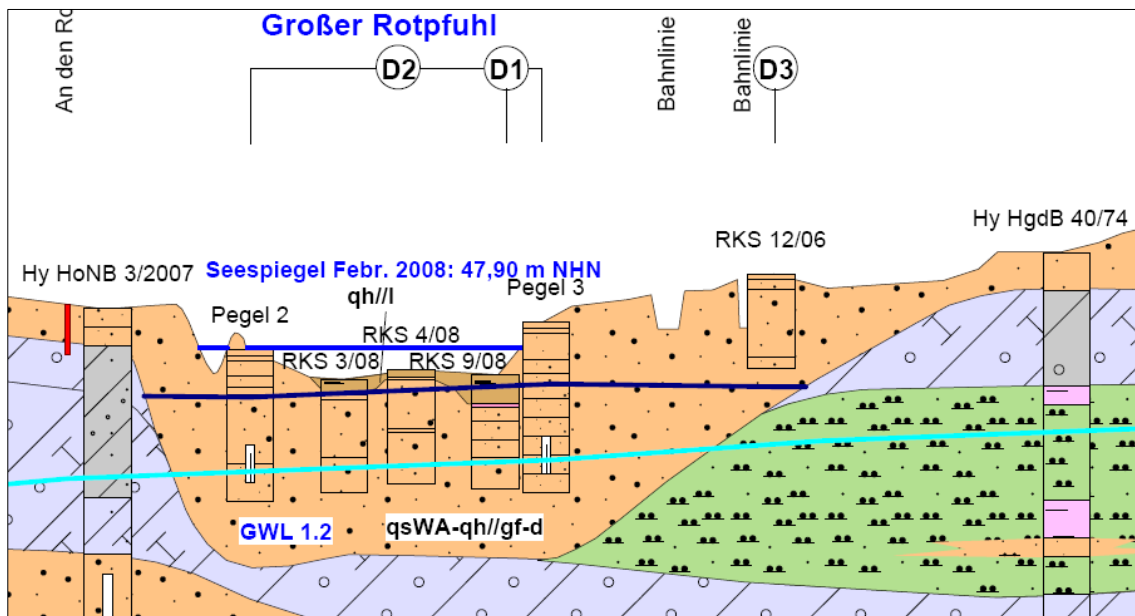 Großer Rotpfuhl
An den Ro
D2
D1
Bahnlinie
Bahnlinie
D3
Hy HgdB 40/74
RKS 12/06
Hy HoNB 3/2007
Seespiegel Febr. 2008: 47,90 m NHN
Pegel 3
qh//l
Pegel 2
RKS 4/08
RKS 3/08
RKS 9/08
GWL 1.2
qsWA-qh//gf-d